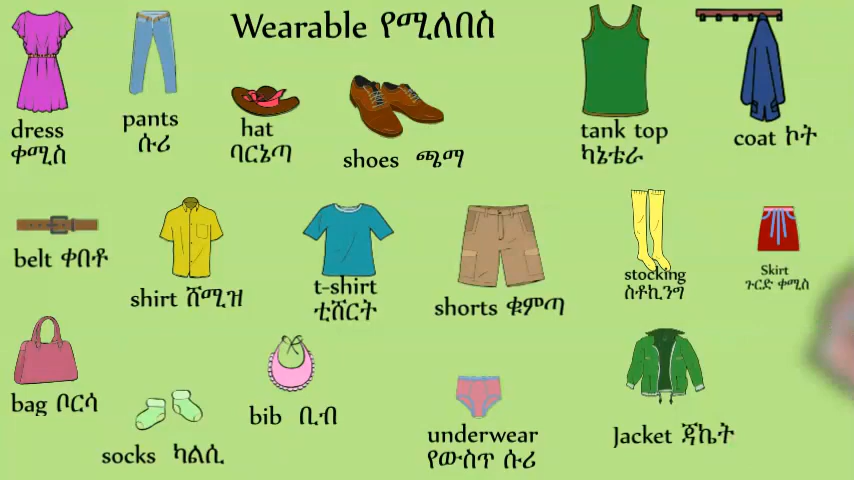 Wearable የሚለበስ
dress
ቀሚስ
pants
ሱሪ
hat
ባርኔጣ
shoes ጫማ
tank top
ካኔቴራ
coat ኮት
belt ቀበቶ
shirt ሸሚዝ
t-shirt
ቲሸርት
shorts ቁምጣ
stocking
ስቶኪንግ
Skirt
ጉርድ ቀሚስ
bag ቦርሳ
socks ካልሲ
bib ቢብ
underwear
የውስጥ ሱሪ
Jacket ጃኬት